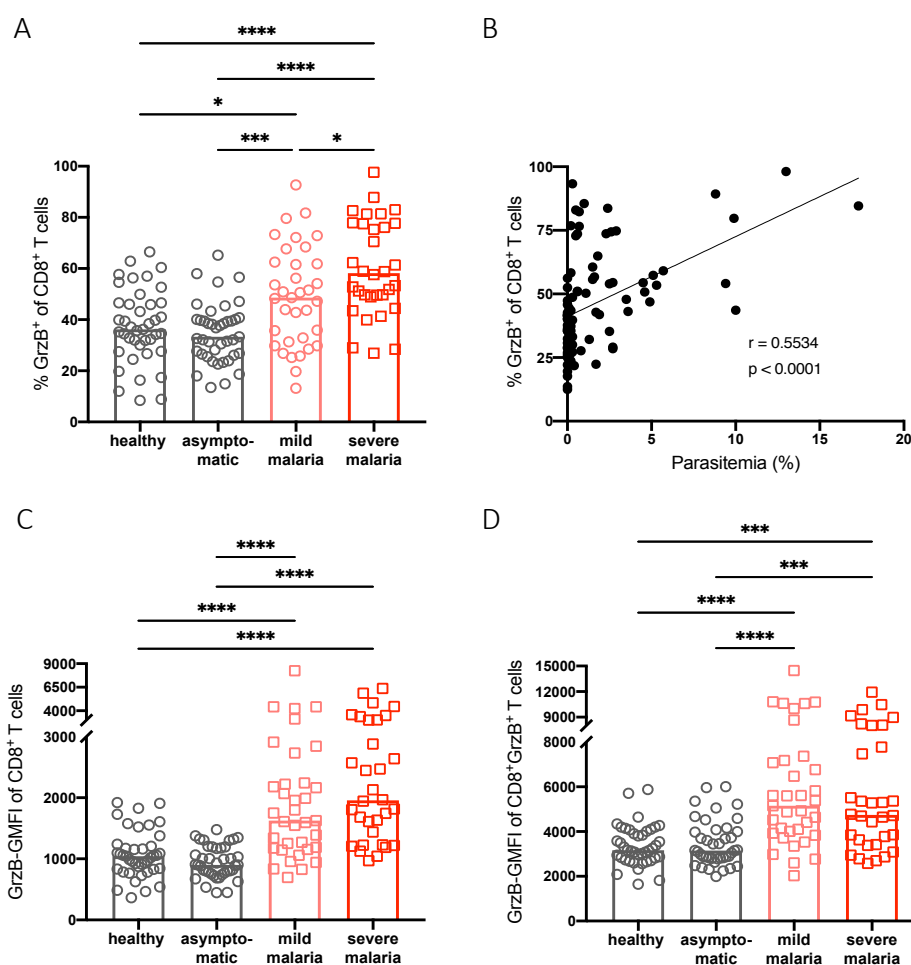 A
****
****
*
***
*
% GrzB⁺ of CD8⁺ T cells
100
80
60
40
20
0
healthy
asympto-
matic
mild
malaria
severe
malaria
B
% GrzB⁺ of CD8⁺ T cells
100
75
50
25
0
r = 0.5534
p < 0.0001
0
5
10
15
20
Parasitemia (%)
C
****
****
****
****
GrzB-GMFI of CD8⁺ T cells
9000
6500
4000
3000
2000
1000
0
healthy
asympto-
matic
mild
malaria
severe
malaria
D
***
***
****
****
GrzB-GMFI of CD8⁺GrzB⁺ T cells
15000
12000
9000
8000
6000
4000
2000
0
healthy
asympto-
matic
mild
malaria
severe
malaria